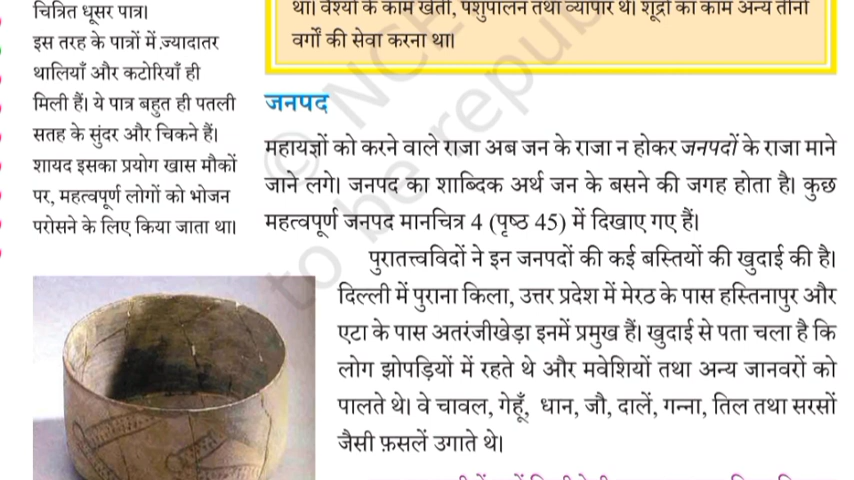 चित्रित धूसर पात्र।
इस तरह के पात्रों में ज़्यादातर
थालियाँ और कटोरियाँ ही
मिली हैं। ये पात्र बहुत ही पतली
सतह के सुंदर और चिकने हैं।
शायद इसका प्रयोग खास मौकों
पर, महत्वपूर्ण लोगों को भोजन
परोसने के लिए किया जाता था।
था। वैश्यों के काम खेती, पशुपालन तथा व्यापार थे। शूद्रों का काम अन्य तीनों
वर्गों की सेवा करना था।
जनपद
महायज्ञों को करने वाले राजा अब जन के राजा न होकर जनपदों के राजा माने
जाने लगे। जनपद का शाब्दिक अर्थ जन के बसने की जगह होता है। कुछ
महत्वपूर्ण जनपद मानचित्र 4 (पृष्ठ 45) में दिखाए गए हैं।
पुरातत्त्वविदों ने इन जनपदों की कई बस्तियों की खुदाई की है।
दिल्ली में पुराना किला, उत्तर प्रदेश में मेरठ के पास हस्तिनापुर और
एटा के पास अतरंजीखेड़ा इनमें प्रमुख हैं। खुदाई से पता चला है कि
लोग झोपड़ियों में रहते थे और मवेशियों तथा अन्य जानवरों को
पालते थे। वे चावल, गेहूँ, धान, जौ, दालें, गन्ना, तिल तथा सरसों
जैसी फ़सलें उगाते थे।
© NCE
to be repub